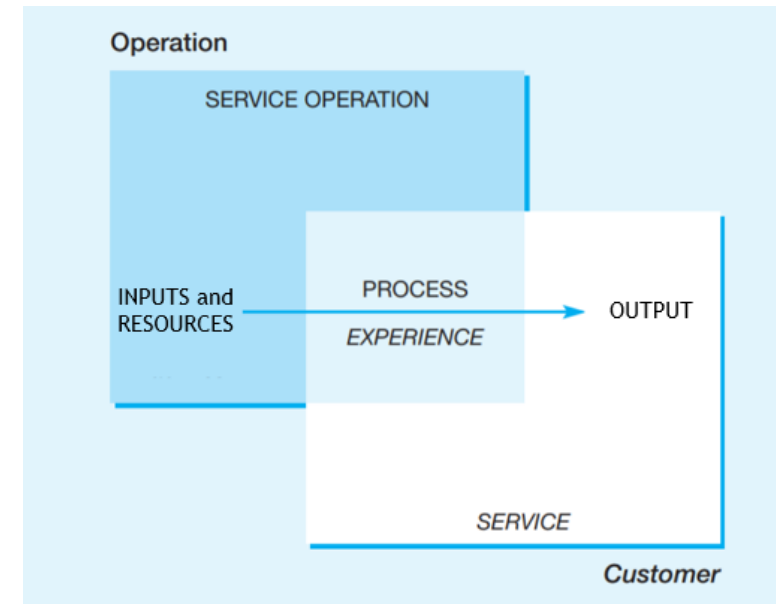 Operation
SERVICE OPERATION
INPUTS and
RESOURCES
PROCESS
EXPERIENCE
OUTPUT
SERVICE
Customer